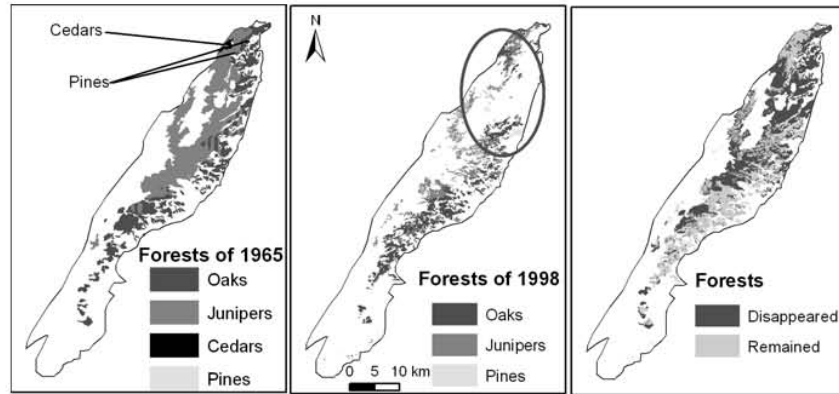 Cedars
Pines
Forests of 1965
Oaks
Junipers
Cedars
Pines
N
Forests of 1998
Oaks
Junipers
Pines
0 5 10 km
Forests
Disappeared
Remained